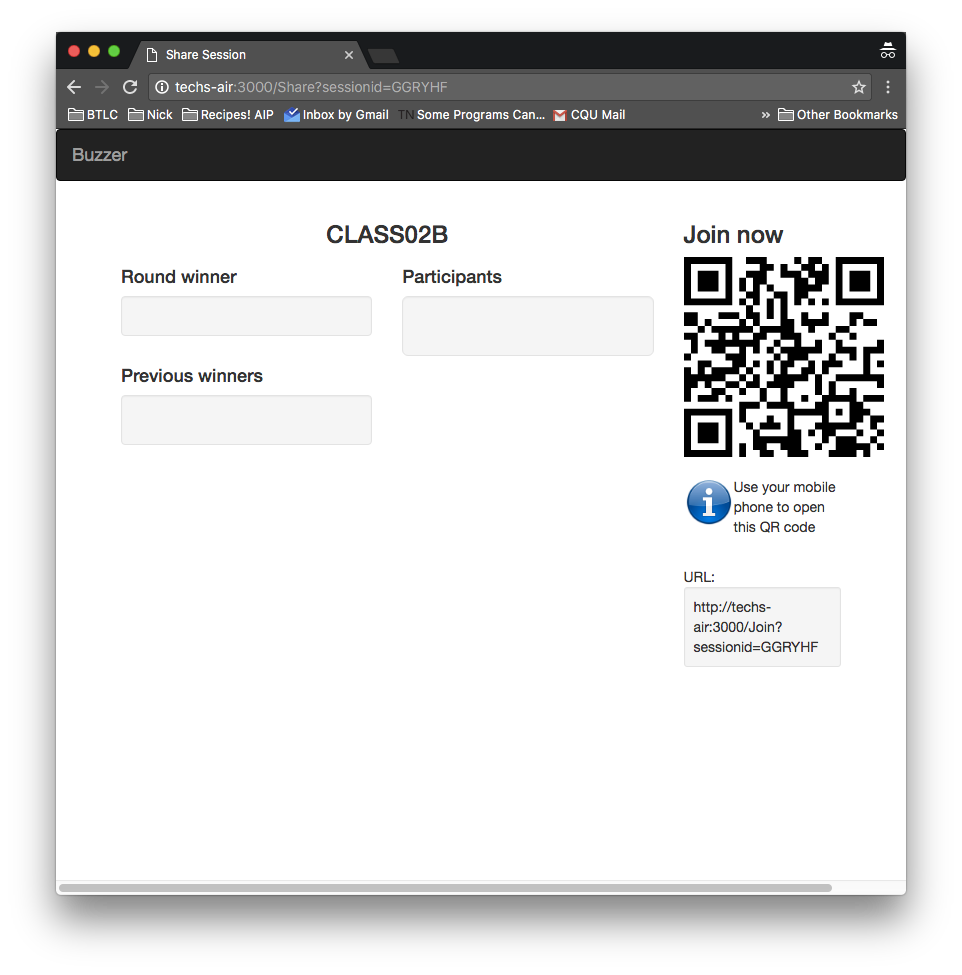 Share Session
techs-air:3000/Share?sessionid=GGRYHF
BTLC Nick Recipes! AIP Inbox by Gmail TN Some Programs Can... CQU Mail » Other Bookmarks
Buzzer
CLASS02B
Round winner
Participants
Previous winners
Join now
Use your mobile
phone to open
this QR code
URL:
http://techs-
air:3000/Join?
sessionid=GGRYHF